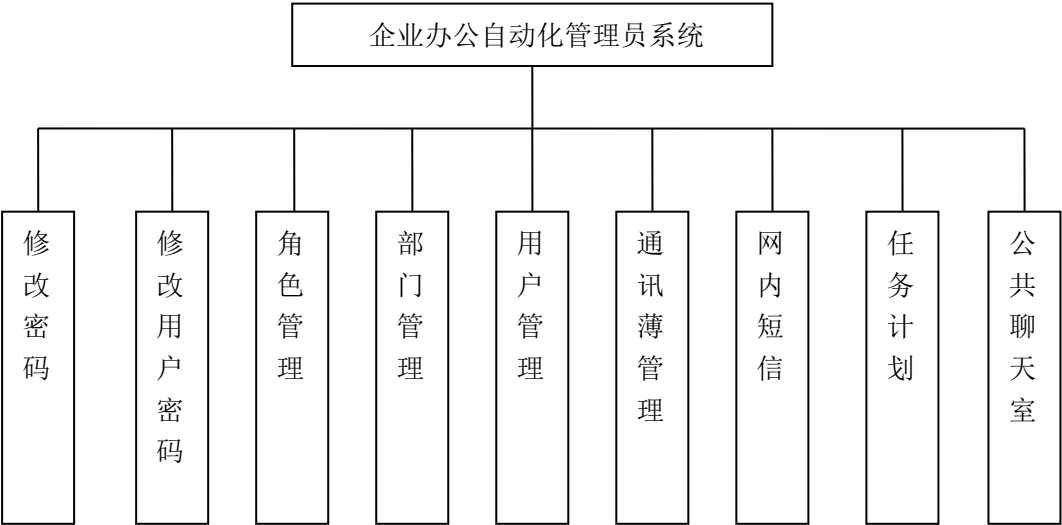 企业办公自动化管理员系统
修改密码
修改用户密码
角色管理
部门管理
用户管理
通讯薄管理
网内短信
任务计划
公共聊天室